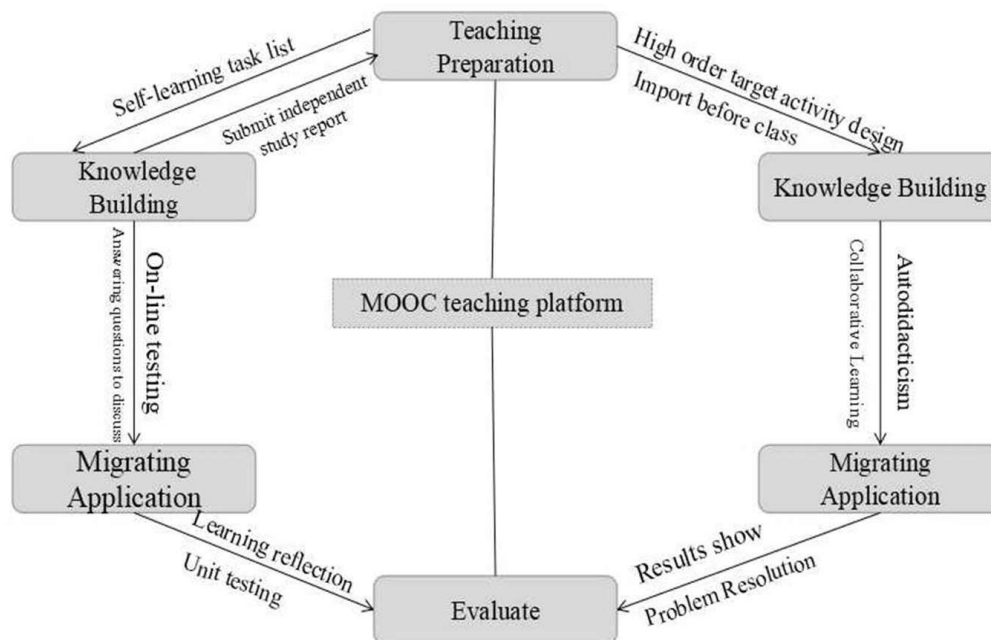 Teaching
Preparation
Self-learning task list
Submit independent
study report
High order target activity design
Import before class
Knowledge
Building
Knowledge Building
Answering questions to discuss
On-line testing
MOOC teaching platform
Collaborative Learning
Autodidacticism
Migrating
Application
Migrating
Application
Learning reflection
Unit testing
Results show
Problem Resolution
Evaluate